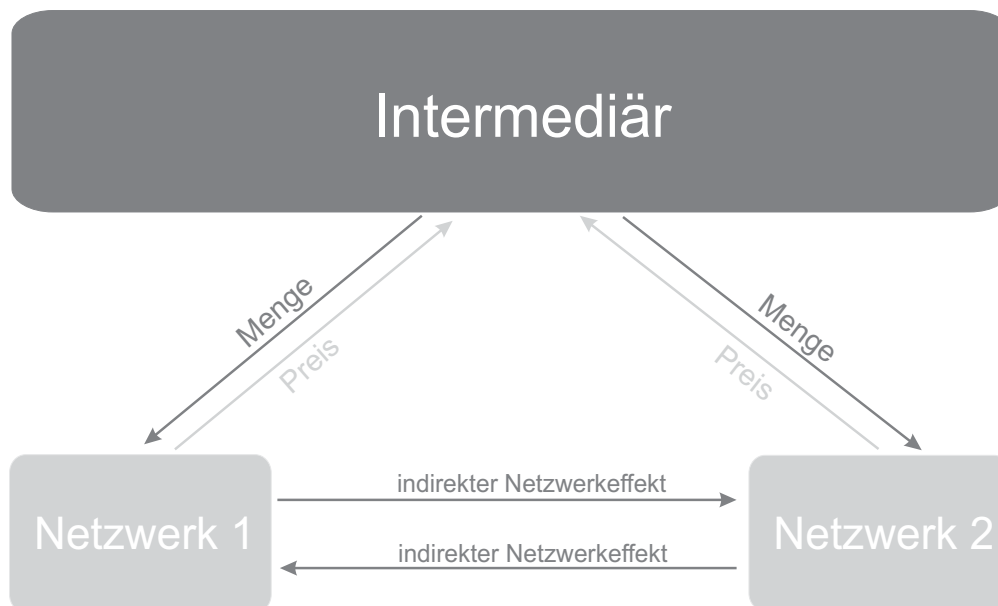 Intermediär
Menge
Preis
Menge
Preis
indirekter Netzwerkeffekt
Netzwerk 1
Netzwerk 2
indirekter Netzwerkeffekt